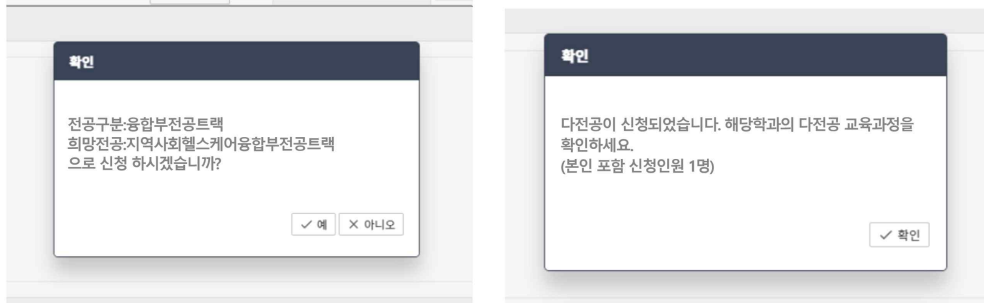 확인
전공구분:융합부전공트랙
희망전공:지역사회헬스케어융합부전공트랙
으로 신청 하시겠습니까?
예
아니오
확인
다전공이 신청되었습니다. 해당학과의 다전공 교육과정을
확인하세요.
(본인 포함 신청인원 1명)
확인